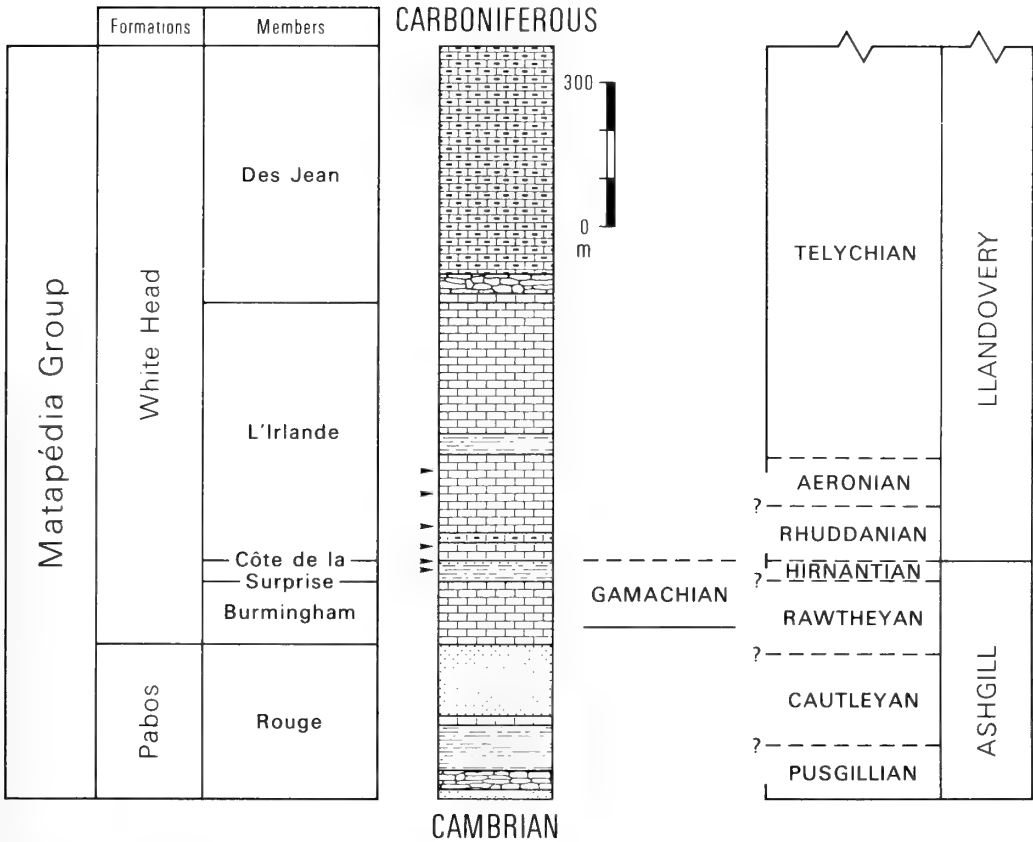 Formations
Members
CARBONIFEROUS
Matapédia Group
White Head
Pabos
Des Jean
L'Irlande
Côte de la
Surprise
Burmingham
Rouge
300
0
m
GAMACHIAN
TELYCHIAN
AERONIAN
?
RHUDDANIAN
HIRNANTIAN
?
RAWTHEYAN
?
CAUTLEYAN
?
PUSGILLIAN
LLANDOVERY
ASHGILL
CAMBRIAN